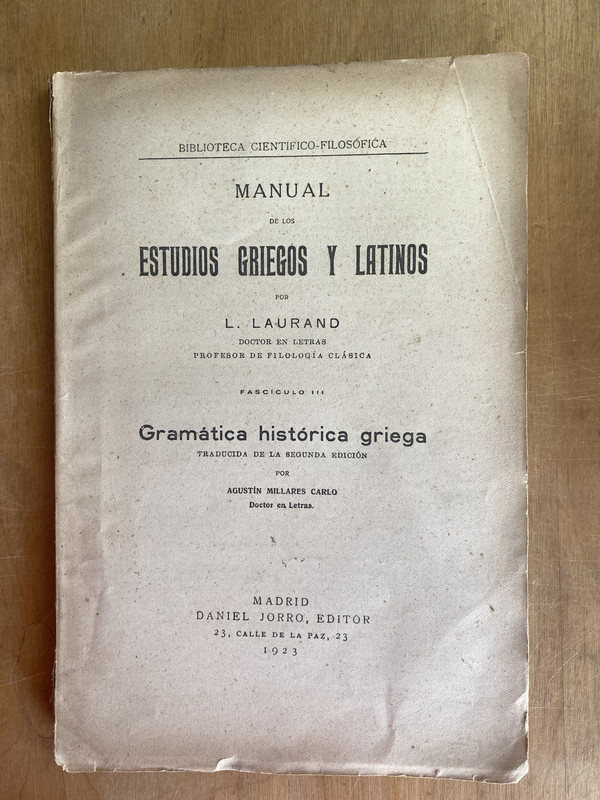 BIBLIOTECA CIENTÍFICO-FILOSÓFICA
MANUAL
DE LOS
ESTUDIOS GRIEGOS Y LATINOS
POR
L. LAURAND
DOCTOR EN LETRAS
PROFESOR DE FILOLOGÍA CLÁSICA
FASCÍCULO III
Gramática histórica griega
TRADUCIDA DE LA SEGUNDA EDICIÓN
POR
AGUSTÍN MILLARES CARLO
Doctor en Letras.
MADRID
DANIEL JORRO, EDITOR
23, CALLE DE LA PAZ, 23
1923